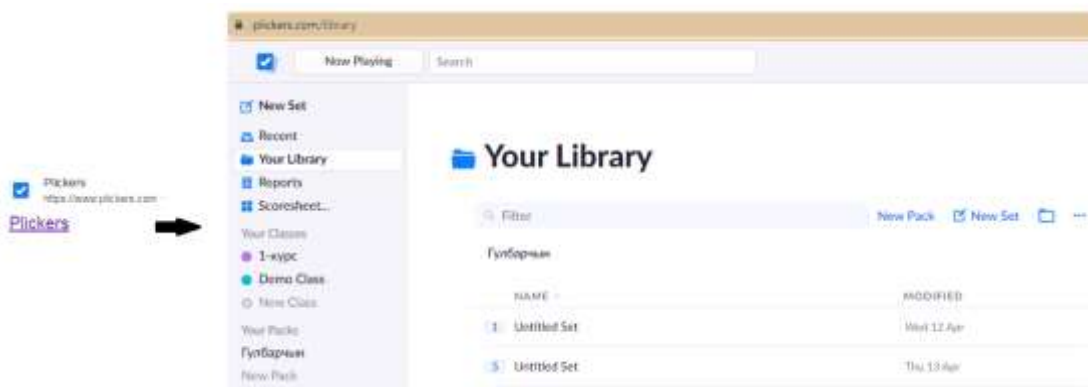 Plickers
https://www.plickers.com
Plickers
plickers.com/library
Now Playing
Search
New Set
Recent
Your Library
Reports
Scoresheet...
Your Classes
1-курс
Demo Class
New Class
Your Packs
Гулбарчын
New Pack
Your Library
Filter
New Pack
New Set
Гулбарчын
NAME
MODIFIED
1 Untitled Set
Wed 12 Apr
5 Untitled Set
Thu 13 Apr